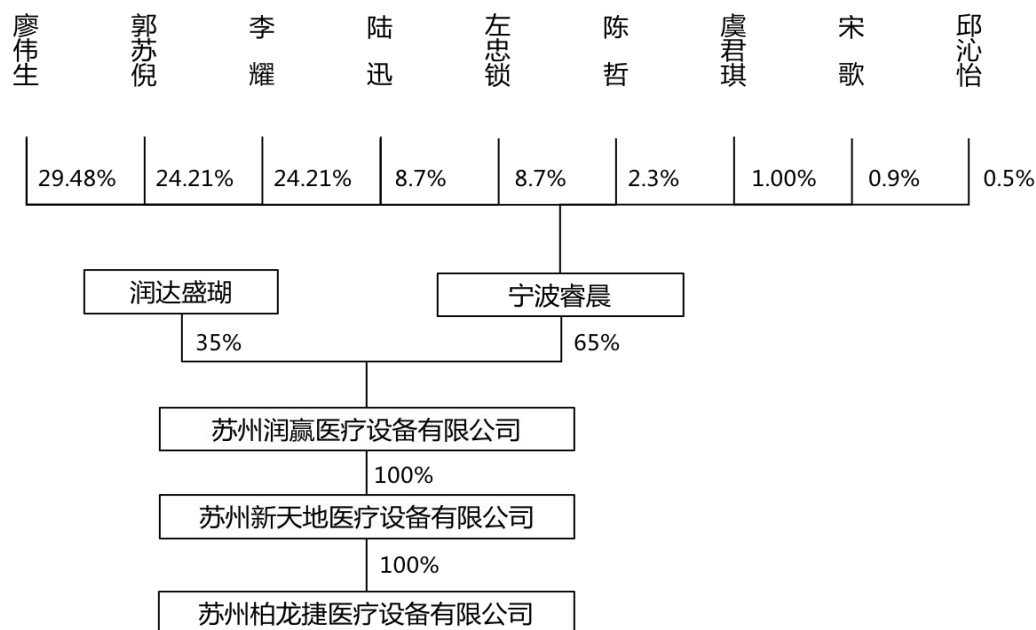 廖伟生
郭苏倪
李耀
陆迅
左忠锁
陈哲
虞君琪
宋歌
邱沁怡
29.48%
24.21%
24.21%
8.7%
8.7%
2.3%
1.00%
0.9%
0.5%
润达盛瑚
宁波睿晨
35%
65%
苏州润赢医疗设备有限公司
100%
苏州新天地医疗设备有限公司
100%
苏州柏龙捷医疗设备有限公司